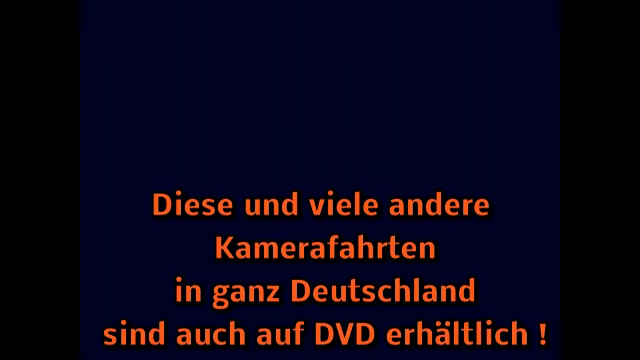 Diese und viele andere
Kamerafahrten
in ganz Deutschland
sind auch auf DVD erhältlich !